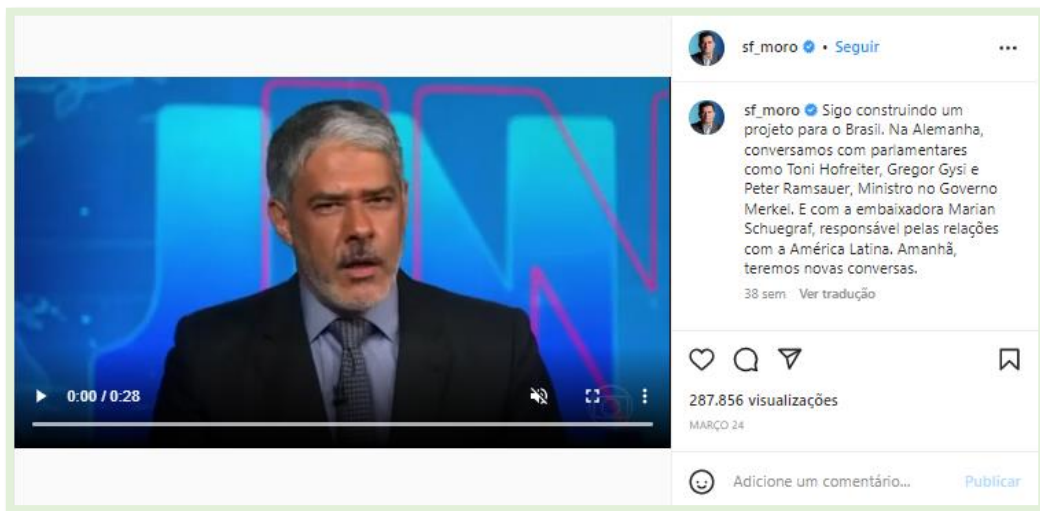 sf_moro • Seguir
sf_moro Sigo construindo um
projeto para o Brasil. Na Alemanha,
conversamos com parlamentares
como Toni Hofreiter, Gregor Gysi e
Peter Ramsauer, Ministro no Governo
Merkel. E com a embaixadora Marian
Schuegraf, responsável pelas relações
com a América Latina. Amanhã,
teremos novas conversas.
38 sem Ver tradução
JN
0:00 / 0:28
287.856 visualizações
MARÇO 24
Adicione um comentário... Publicar